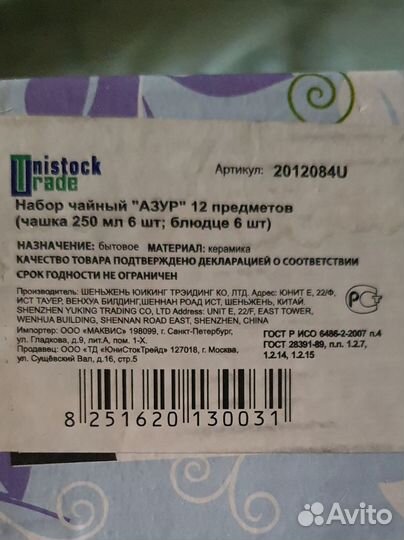 Unistock
Trade
Артикул: 2012084U
Набор чайный "АЗУР" 12 предметов
(чашка 250 мл 6 шт; блюдце 6 шт)
НАЗНАЧЕНИЕ: бытовое МАТЕРИАЛ: керамика
КАЧЕСТВО ТОВАРА ПОДТВЕРЖДЕНО ДЕКЛАРАЦИЕЙ О СООТВЕТСТВИИ
СРОК ГОДНОСТИ НЕ ОГРАНИЧЕН
Производитель: ШЕНЬЖЕНЬ ЮИКИНГ ТРЭЙДИНГ КО, ЛТД. Адрес: ЮНИТ Е, 22/Ф,
ИСТ ТАУЕР, ВЕНХУА БИЛДИНГ,ШЕННАН РОАД ИСТ, ШЕНЬЖЕНЬ, КИТАЙ.
SHENZHEN YUKING TRADING CO, LTD Address: UNIT E, 22/F, EAST TOWER,
WENHUA BUILDING, SHENNAN ROAD EAST, SHENZHEN, CHINA
Импортер: ООО «МАКВИС» 198099, г. Санкт-Петербург,
ул. Гладкова, д.9, лит.А, пом. 1-Х.
Продавец: ООО «ТД «ЮниСтокТрейд» 127018, г. Москва,
ул. Сущёвский Вал, д.16, стр.5
РСТ
ГОСТ Р ИСО 6486-2-2007 п.4
ГОСТ 28391-89, п.п. 1.2.7,
1.2.14, 1.2.15
8 251620 130031
Avito